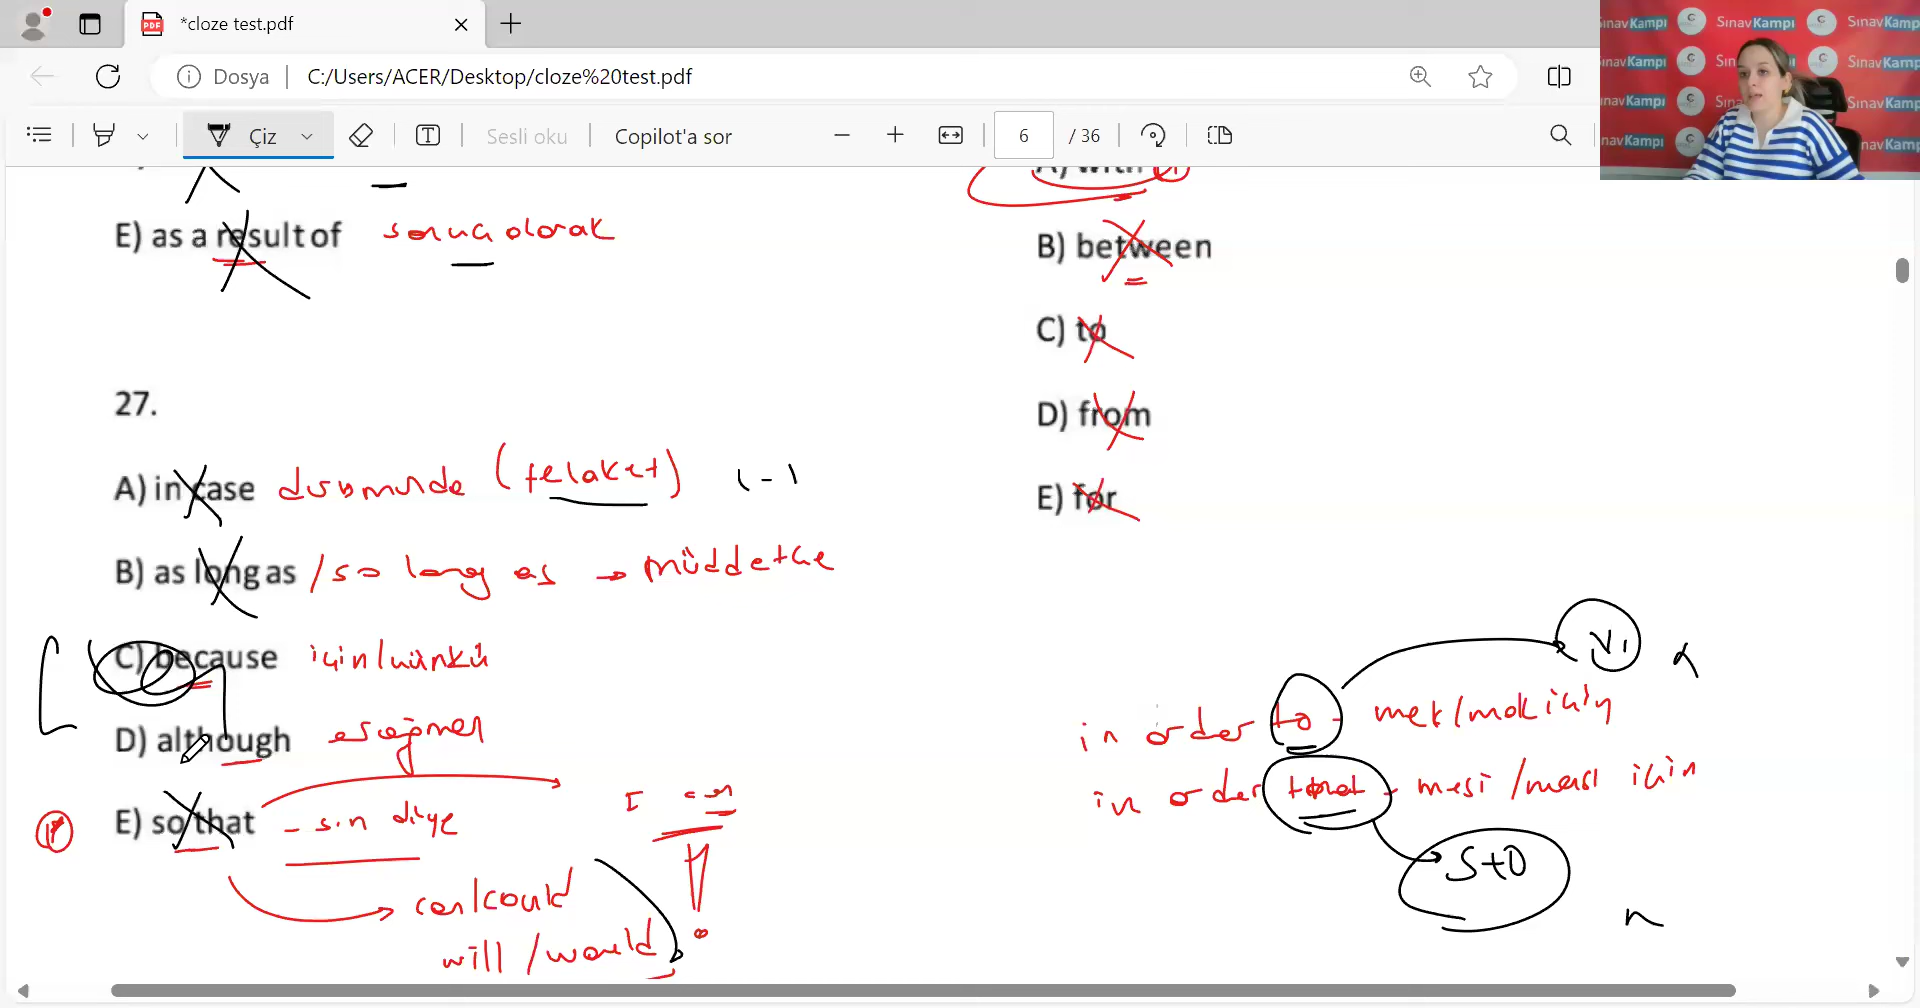 *cloze test.pdf
Dosya C:/Users/ACER/Desktop/cloze%20test.pdf
Çiz Sesli oku Copilot'a sor 6 / 36
SınavKampı
E) as a result of sonuç olarak
27.
A) in case durumunda (felaket) (-)
B) as long as / so long as → müddetçe
C) because için/çünkü
D) although rağmen
E) so that -sın diye
can/could
will/would
A) with
B) between
C) to
D) from
E) for
V1
in order to - mek/mak için
in order that - mesi/ması için